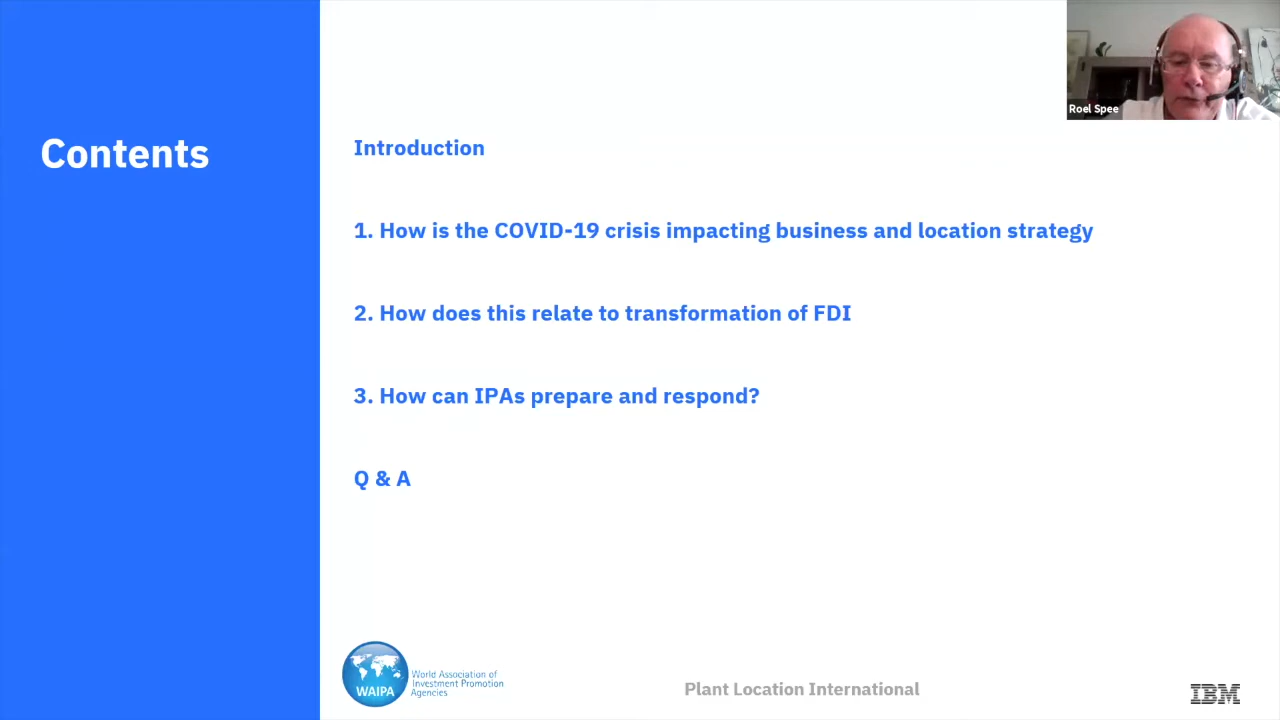 Roel Spee
Contents
Introduction
1. How is the COVID-19 crisis impacting business and location strategy
2. How does this relate to transformation of FDI
3. How can IPAs prepare and respond?
Q & A
WAIPA
World Association of
Investment Promotion
Agencies
Plant Location International
IBM